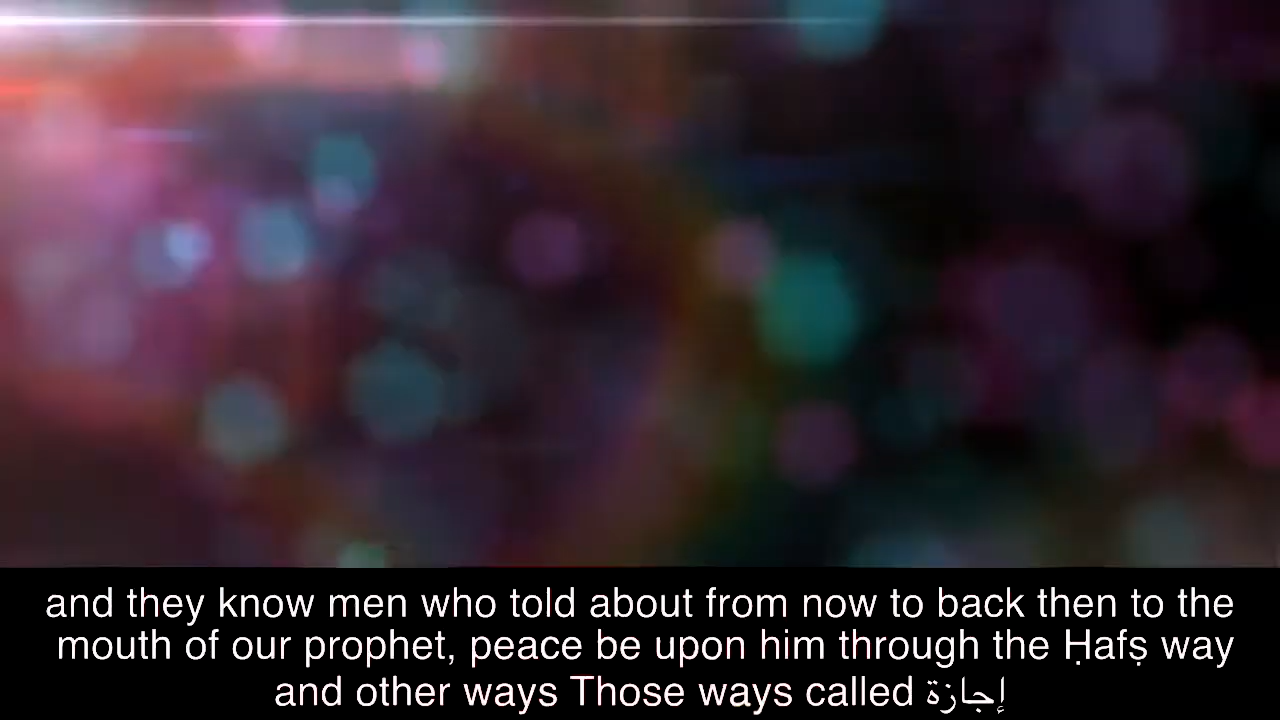 and they know men who told about from now to back then to the
mouth of our prophet, peace be upon him through the Ḥafṣ way
and other ways Those ways called إجازة